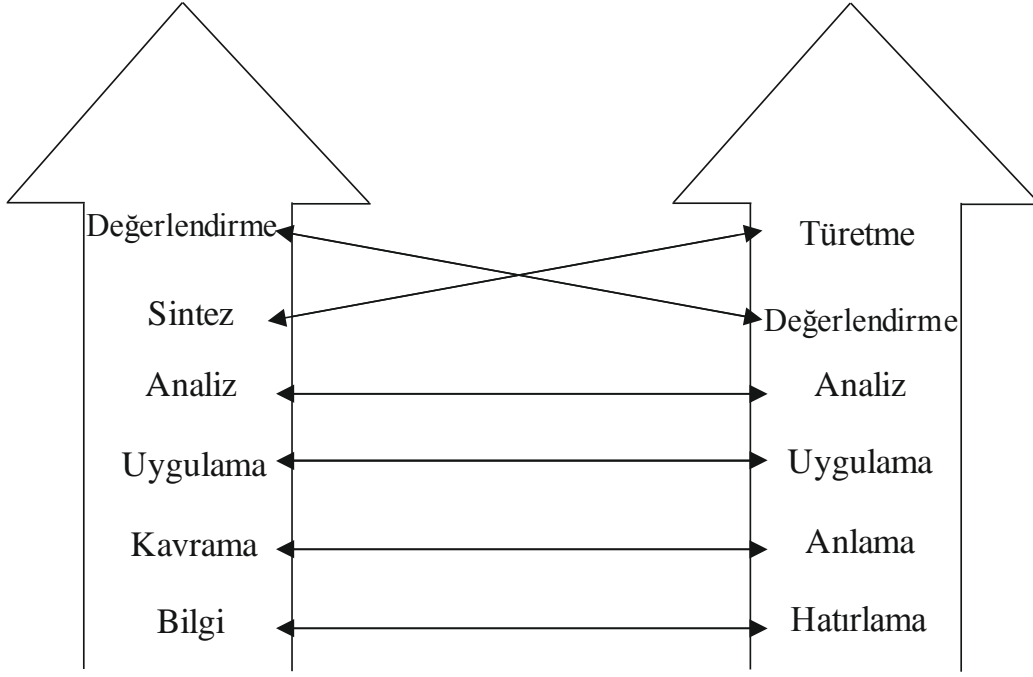 Değerlendirme
Türetme
Sintez
Değerlendirme
Analiz
Analiz
Uygulama
Uygulama
Kavrama
Anlama
Bilgi
Hatırlama